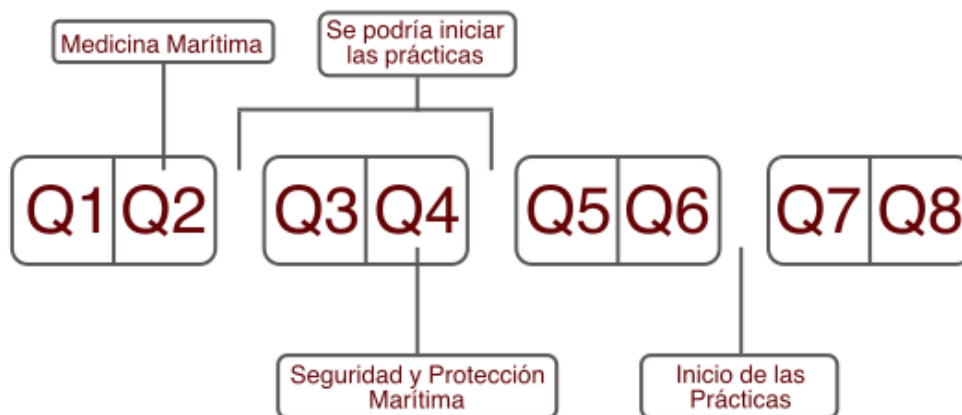 Medicina Marítima
Se podría iniciar
las prácticas
Q1 Q2 Q3 Q4 Q5 Q6 Q7 Q8
Seguridad y Protección
Marítima
Inicio de las
Prácticas